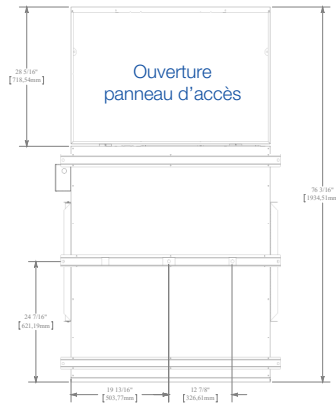 28 5/16"
[718,54mm]
Ouverture
panneau d'accès
76 3/16"
[1934,51mm]
24 7/16"
[621,19mm]
19 13/16"
[503,77mm]
12 7/8"
[326,61mm]